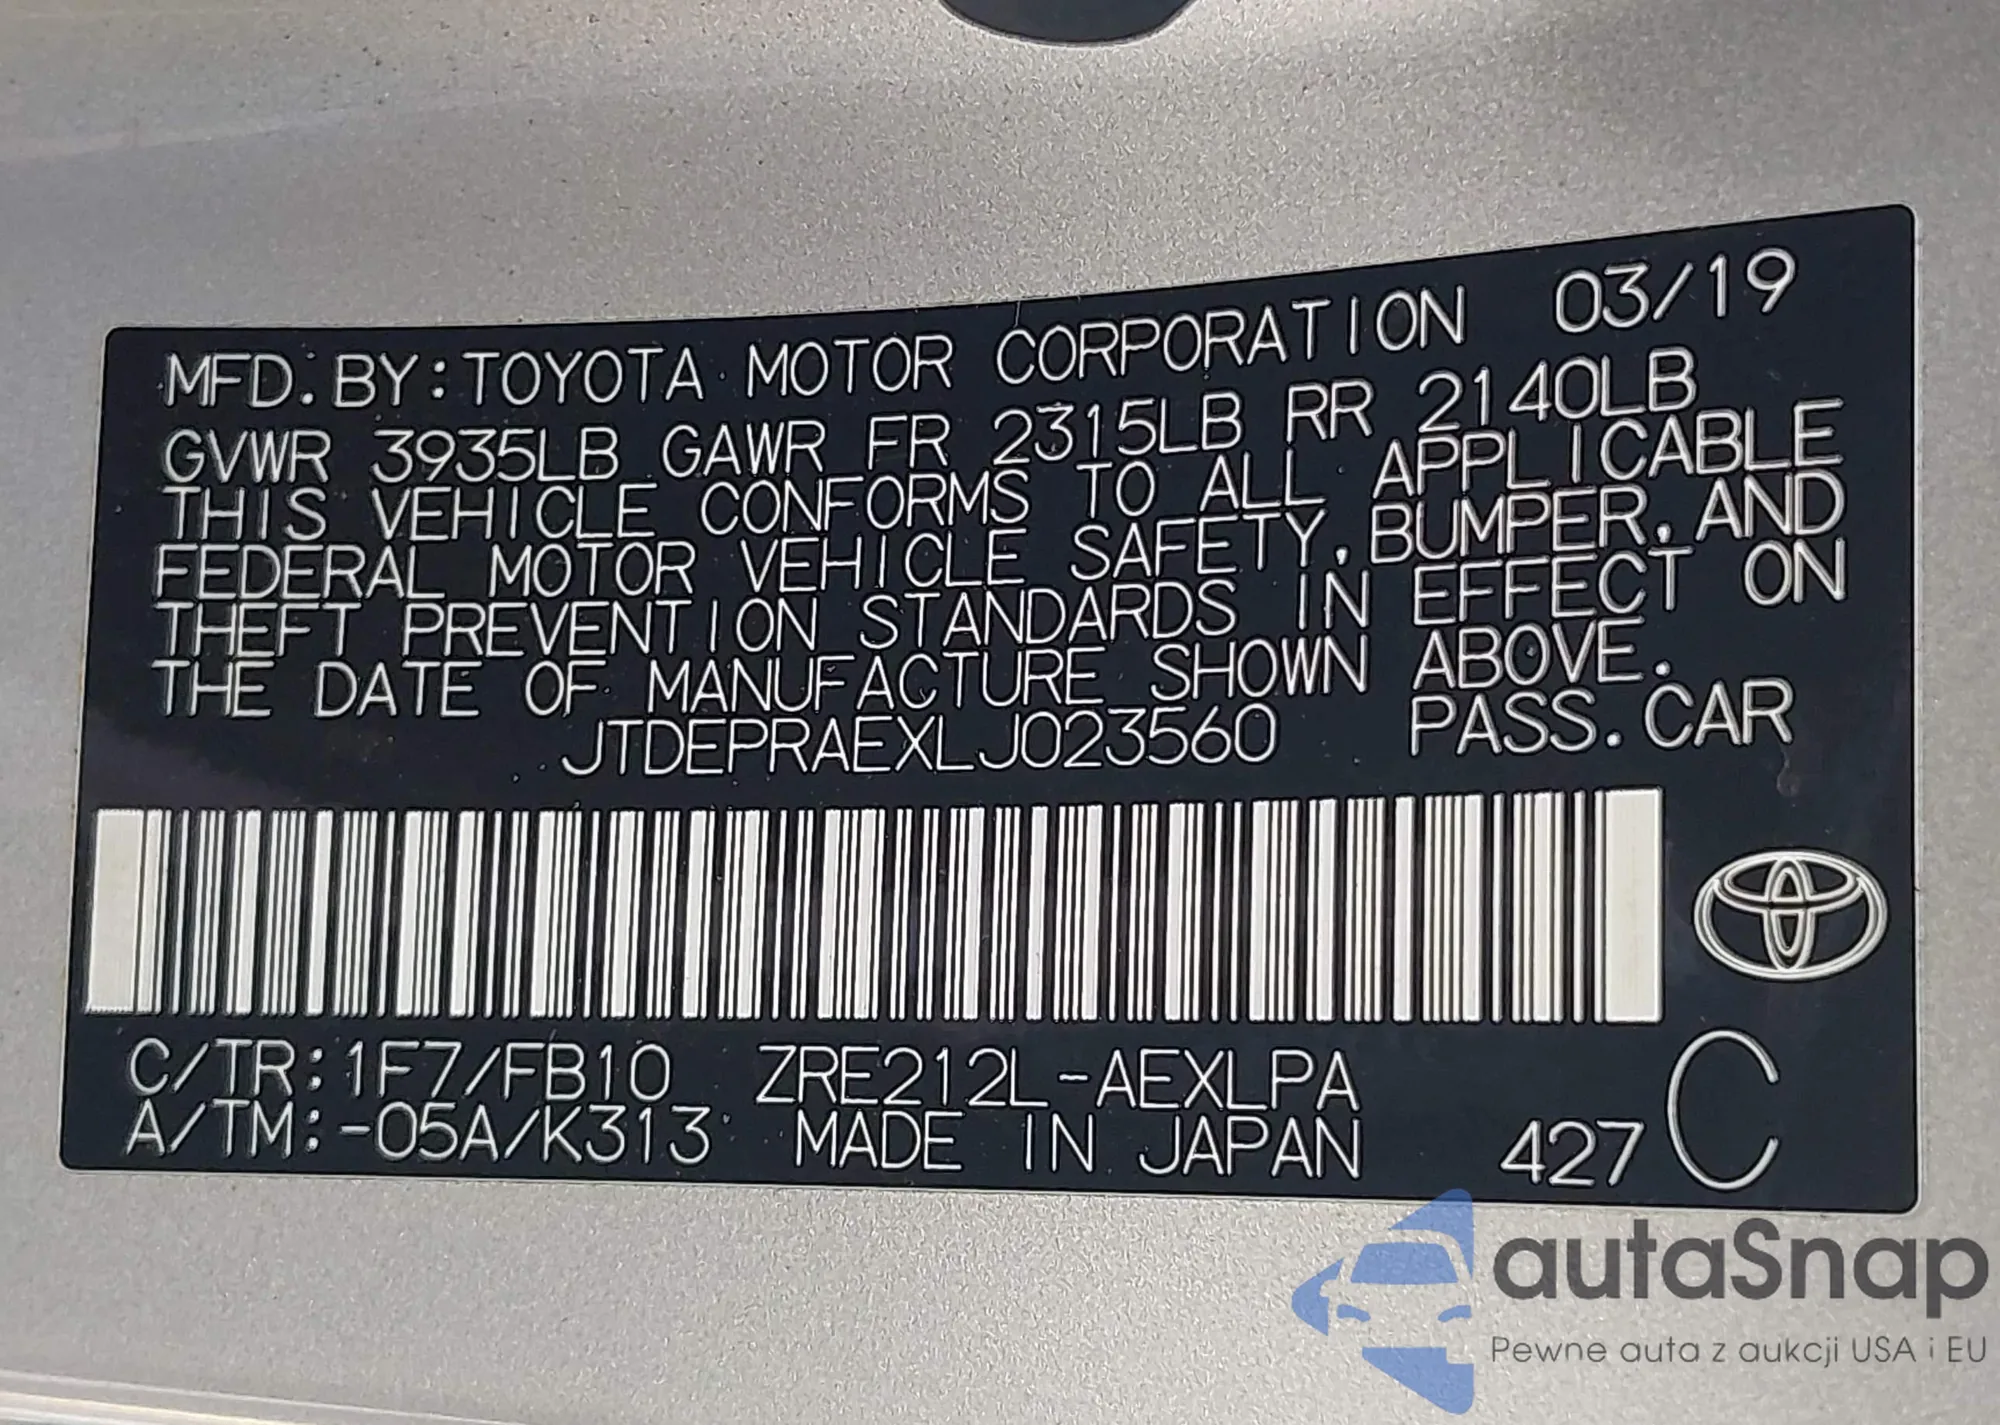 MFD. BY: TOYOTA MOTOR CORPORATION 03/19
GVWR 3935LB GAWR FR 2315LB RR 2140LB
THIS VEHICLE CONFORMS TO ALL APPLICABLE
FEDERAL MOTOR VEHICLE SAFETY, BUMPER, AND
THEFT PREVENTION STANDARDS IN EFFECT ON
THE DATE OF MANUFACTURE SHOWN ABOVE.
JTDEPRAEXLJ023560 PASS. CAR
C/TR: 1F7/FB10 ZRE212L-AEXLPA
A/TM: -05A/K313 MADE IN JAPAN 427 C
autaSnap
Pewne auta z aukcji USA i EU